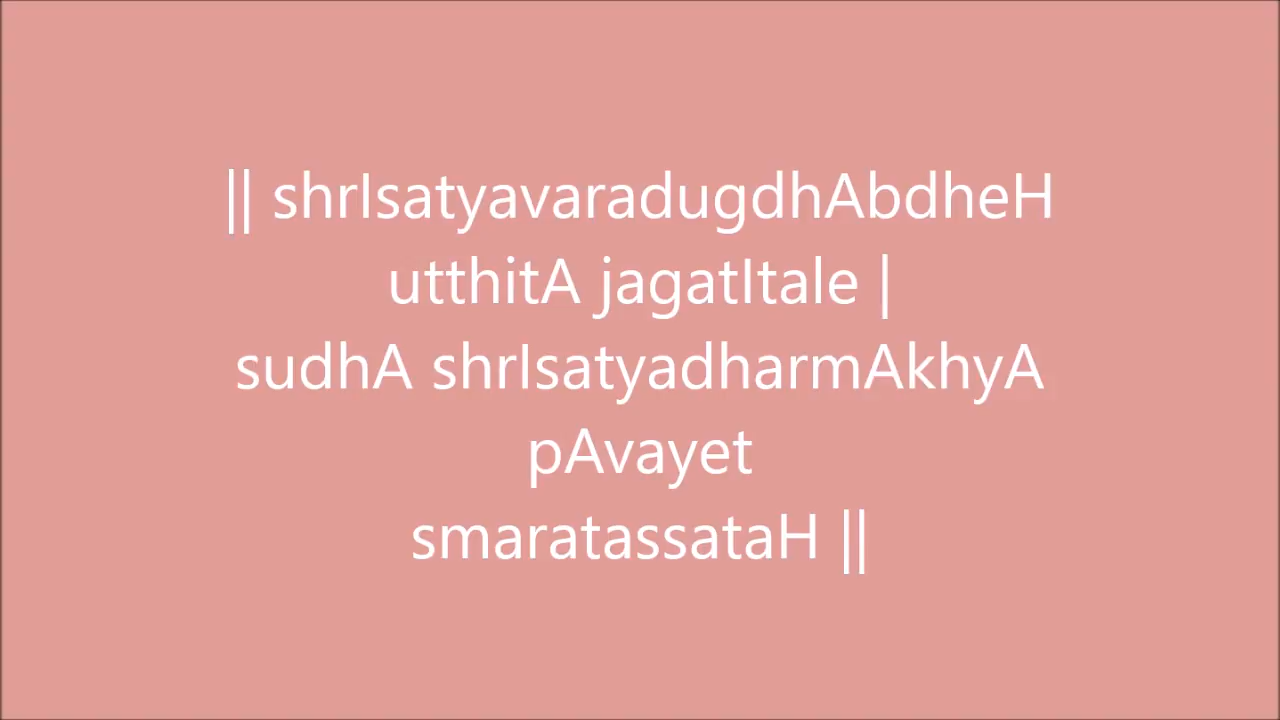 || shrIsatyavaradugdhAbdheH
utthitA jagatItale |
sudhA shrIsatyadharmAkhyA
pAvayet
smaratassataH ||